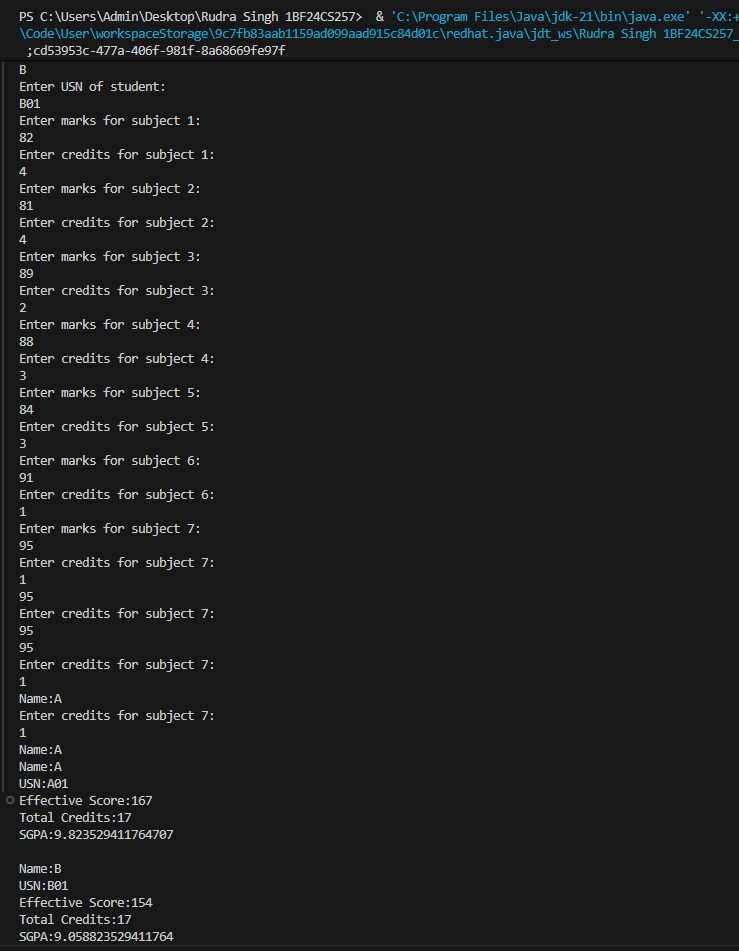 PS C:\Users\Admin\Desktop\Rudra Singh 1BF24CS257>  & 'C:\Program Files\Java\jdk-21\bin\java.exe' '-XX:+
\Code\User\workspaceStorage\9c7fb83aab1159ad099aad915c84d01c\redhat.java\jdt_ws\Rudra Singh 1BF24CS257_
;cd53953c-477a-406f-981f-8a68669fe97f
B
Enter USN of student:
B01
Enter marks for subject 1:
82
Enter credits for subject 1:
4
Enter marks for subject 2:
81
Enter credits for subject 2:
4
Enter marks for subject 3:
89
Enter credits for subject 3:
2
Enter marks for subject 4:
88
Enter credits for subject 4:
3
Enter marks for subject 5:
84
Enter credits for subject 5:
3
Enter marks for subject 6:
91
Enter credits for subject 6:
1
Enter marks for subject 7:
95
Enter credits for subject 7:
1
95
Enter credits for subject 7:
95
95
Enter credits for subject 7:
1
Name:A
Enter credits for subject 7:
1
Name:A
Name:A
USN:A01
Effective Score:167
Total Credits:17
SGPA:9.823529411764707

Name:B
USN:B01
Effective Score:154
Total Credits:17
SGPA:9.058823529411764